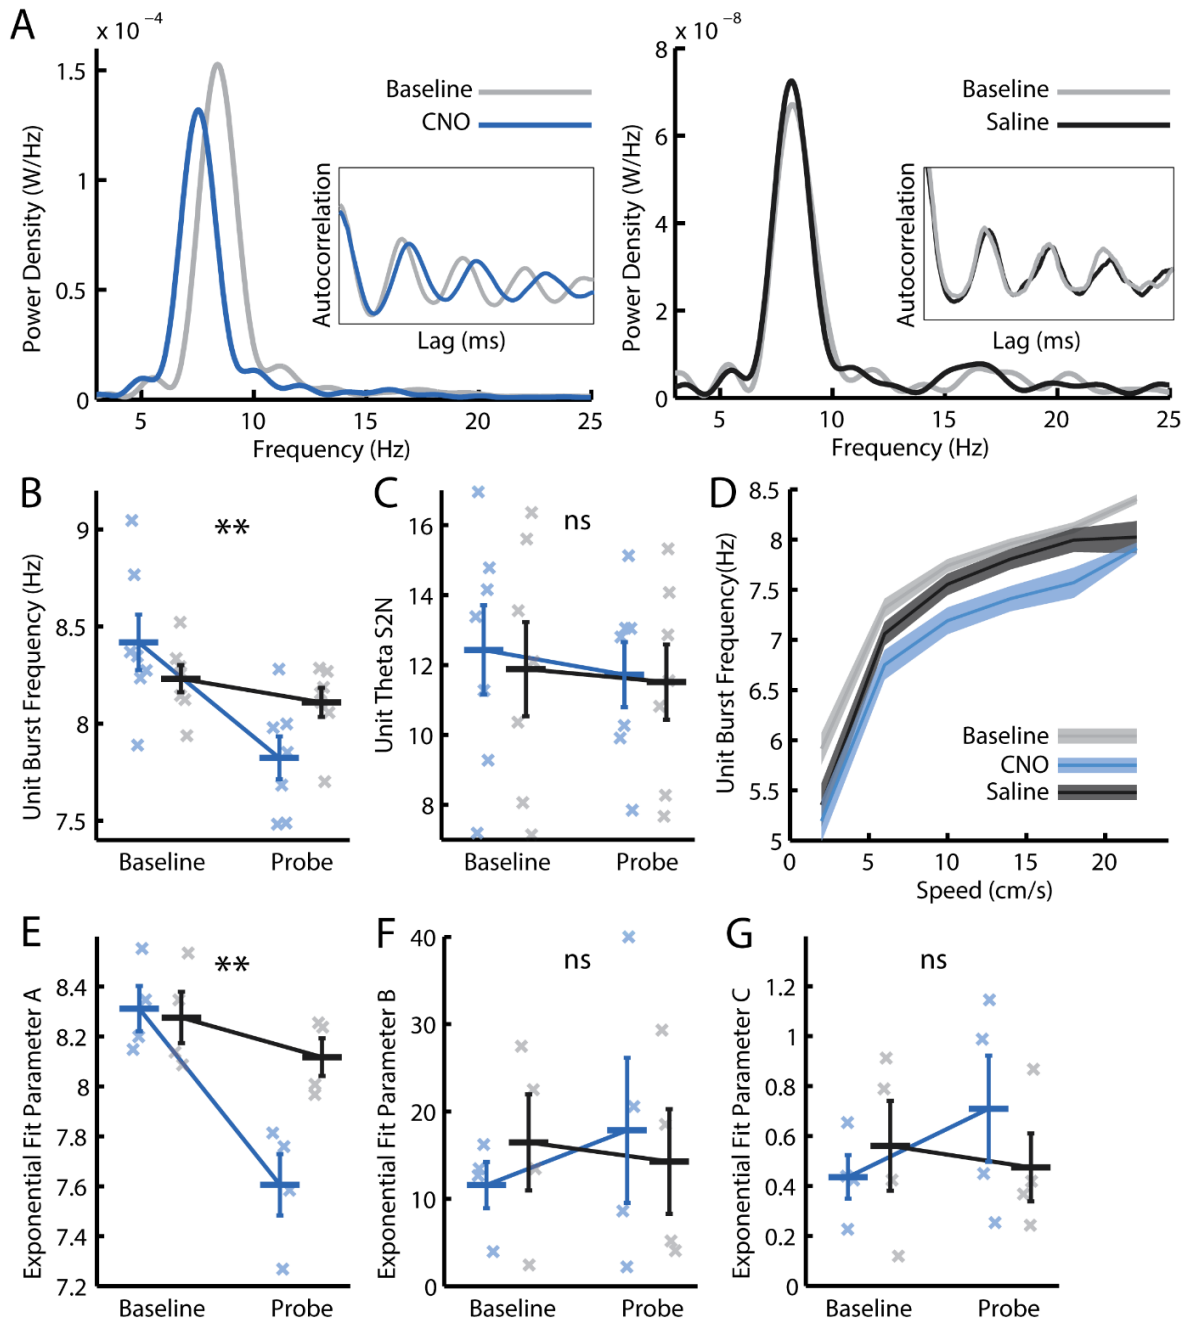 A
x 10 −4
1.5
1
0.5
0
Power Density (W/Hz)
Baseline
CNO
Autocorrelation
Lag (ms)
5 10 15 20 25
Frequency (Hz)
x 10 −8
8
6
4
2
0
Power Density (W/Hz)
Baseline
Saline
Autocorrelation
Lag (ms)
5 10 15 20 25
Frequency (Hz)
B
**
9
8.5
8
7.5
Unit Burst Frequency (Hz)
Baseline Probe
C
ns
16
14
12
10
8
Unit Theta S2N
Baseline Probe
D
8.5
8
7.5
7
6.5
6
5.5
5
Unit Burst Frequency(Hz)
Baseline
CNO
Saline
0 5 10 15 20
Speed (cm/s)
E
**
8.4
8.2
8
7.8
7.6
7.4
7.2
Exponential Fit Parameter A
Baseline Probe
F
ns
40
30
20
10
0
Exponential Fit Parameter B
Baseline Probe
G
ns
1.2
1
0.8
0.6
0.4
0.2
0
Exponential Fit Parameter C
Baseline Probe